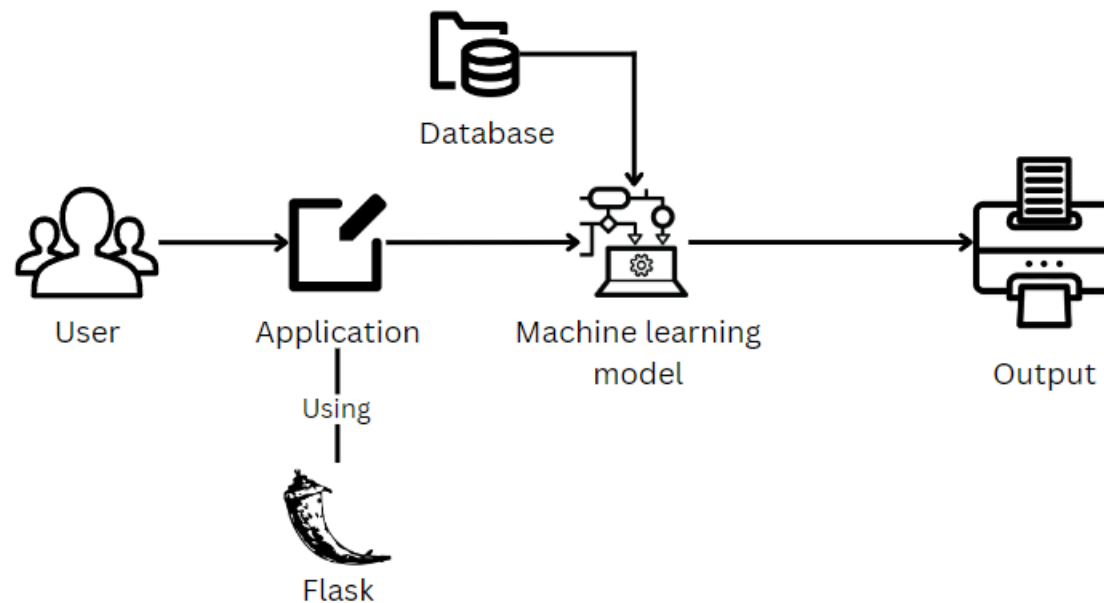 Database
User
Application
Machine learning
model
Output
Using
Flask